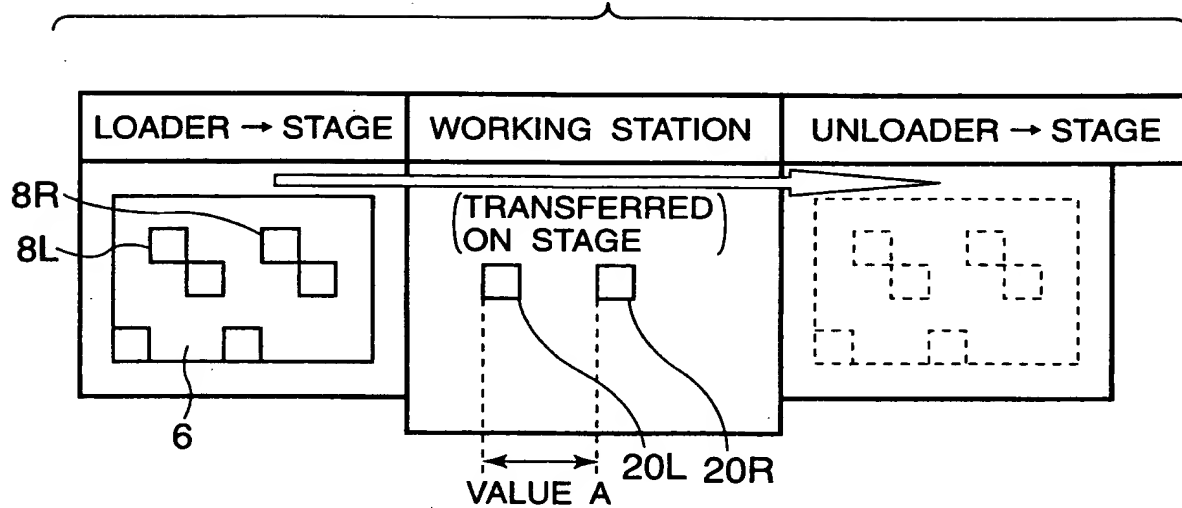 LOADER → STAGE
WORKING STATION
UNLOADER → STAGE
8R
8L
(TRANSFERRED
ON STAGE)
6
20L
20R
VALUE A